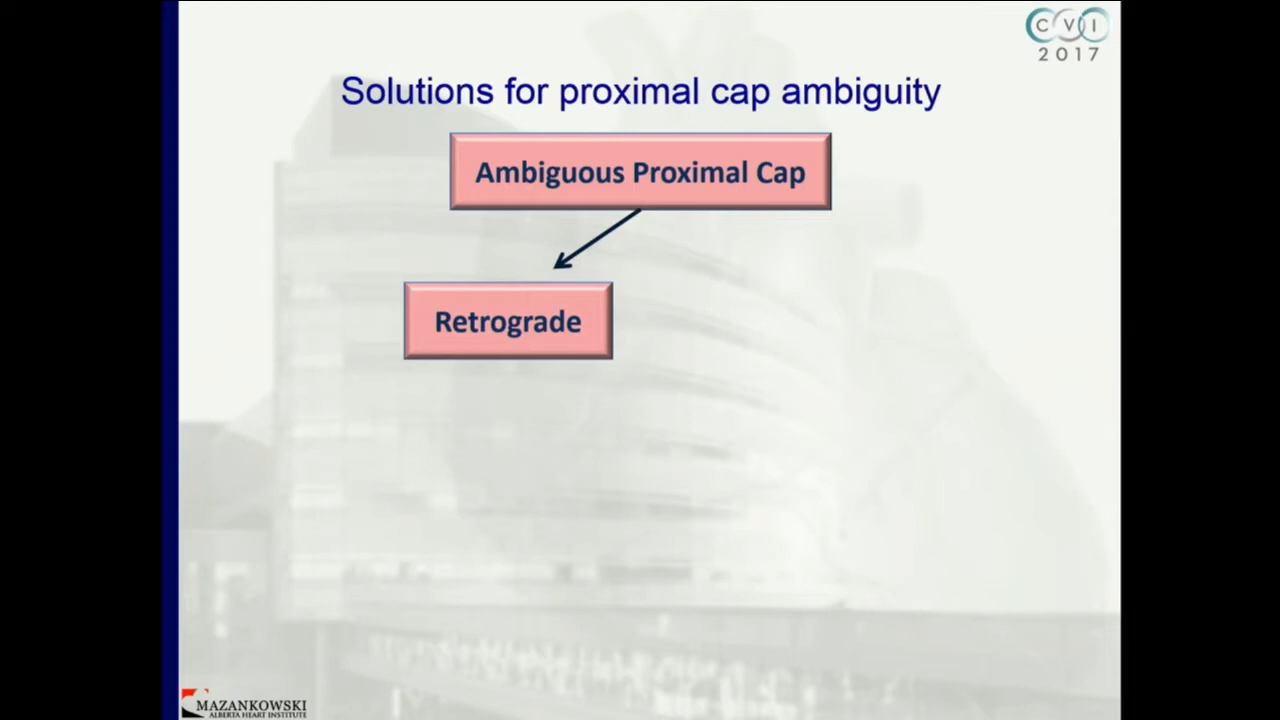 CVI
2017
Solutions for proximal cap ambiguity
Ambiguous Proximal Cap
Retrograde
MAZANKOWSKI
ALBERTA HEART INSTITUTE